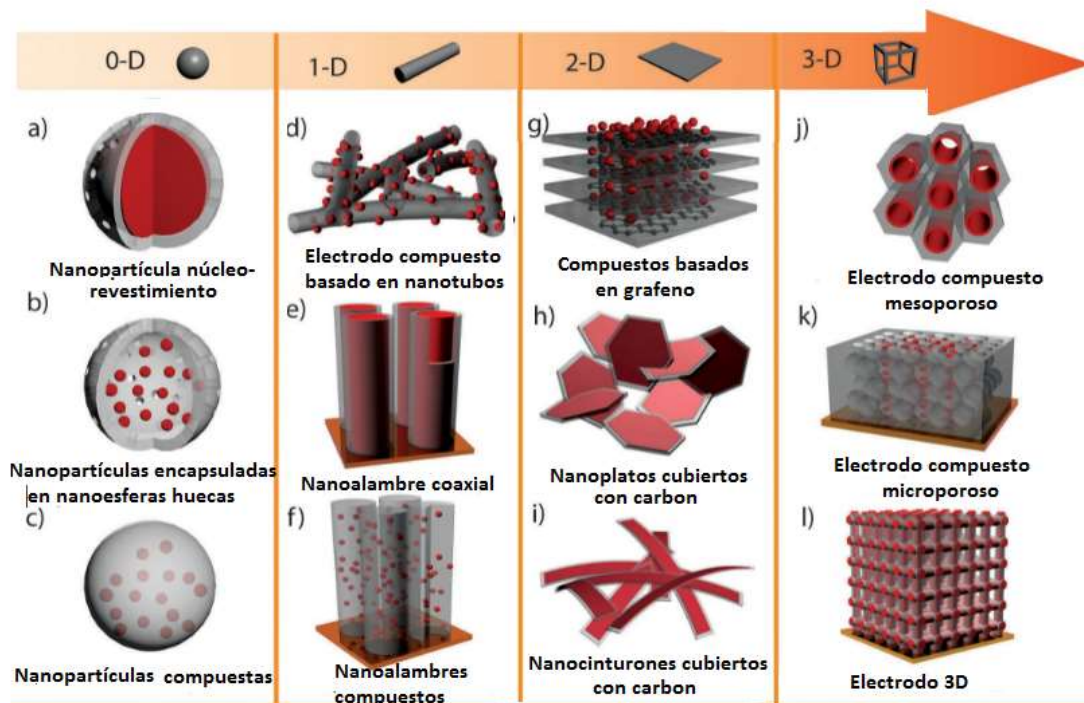 0-D
1-D
2-D
3-D
a)
Nanopartícula núcleo-
revestimiento
b)
Nanopartículas encapsuladas
en nanoesferas huecas
c)
Nanopartículas compuestas
d)
Electrodo compuesto
basado en nanotubos
e)
Nanoalambre coaxial
f)
Nanoalambres
compuestos
g)
Compuestos basados
en grafeno
h)
Nanoplatos cubiertos
con carbon
i)
Nanocinturones cubiertos
con carbon
j)
Electrodo compuesto
mesoporoso
k)
Electrodo compuesto
microporoso
l)
Electrodo 3D